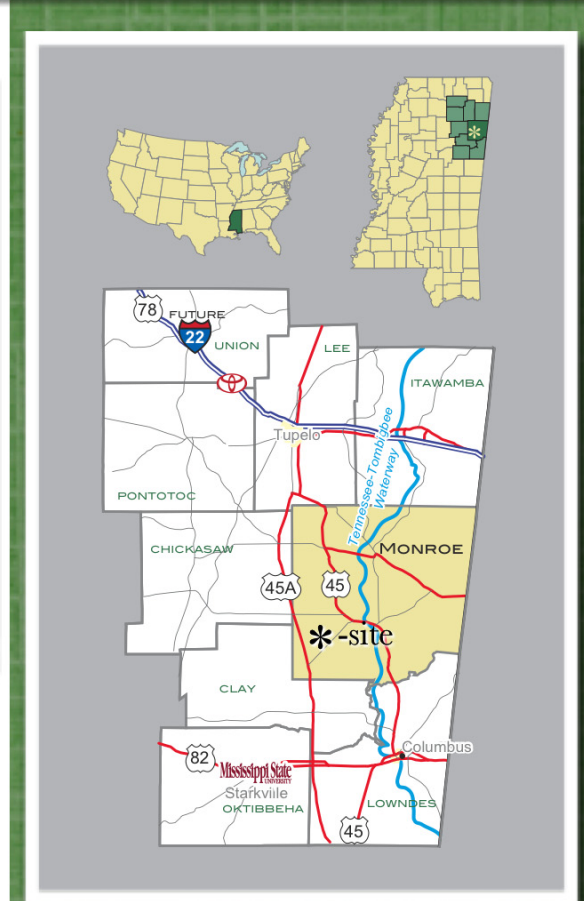 78
FUTURE
22
UNION
LEE
ITAWAMBA
Tupelo
Tennessee-Tombigbee
Waterway
PONTOTOC
CHICKASAW
MONROE
45A
45
*-site
CLAY
Columbus
82
Mississippi State
UNIVERSITY
Starkville
OKTIBBEHA
LOWNDES
45